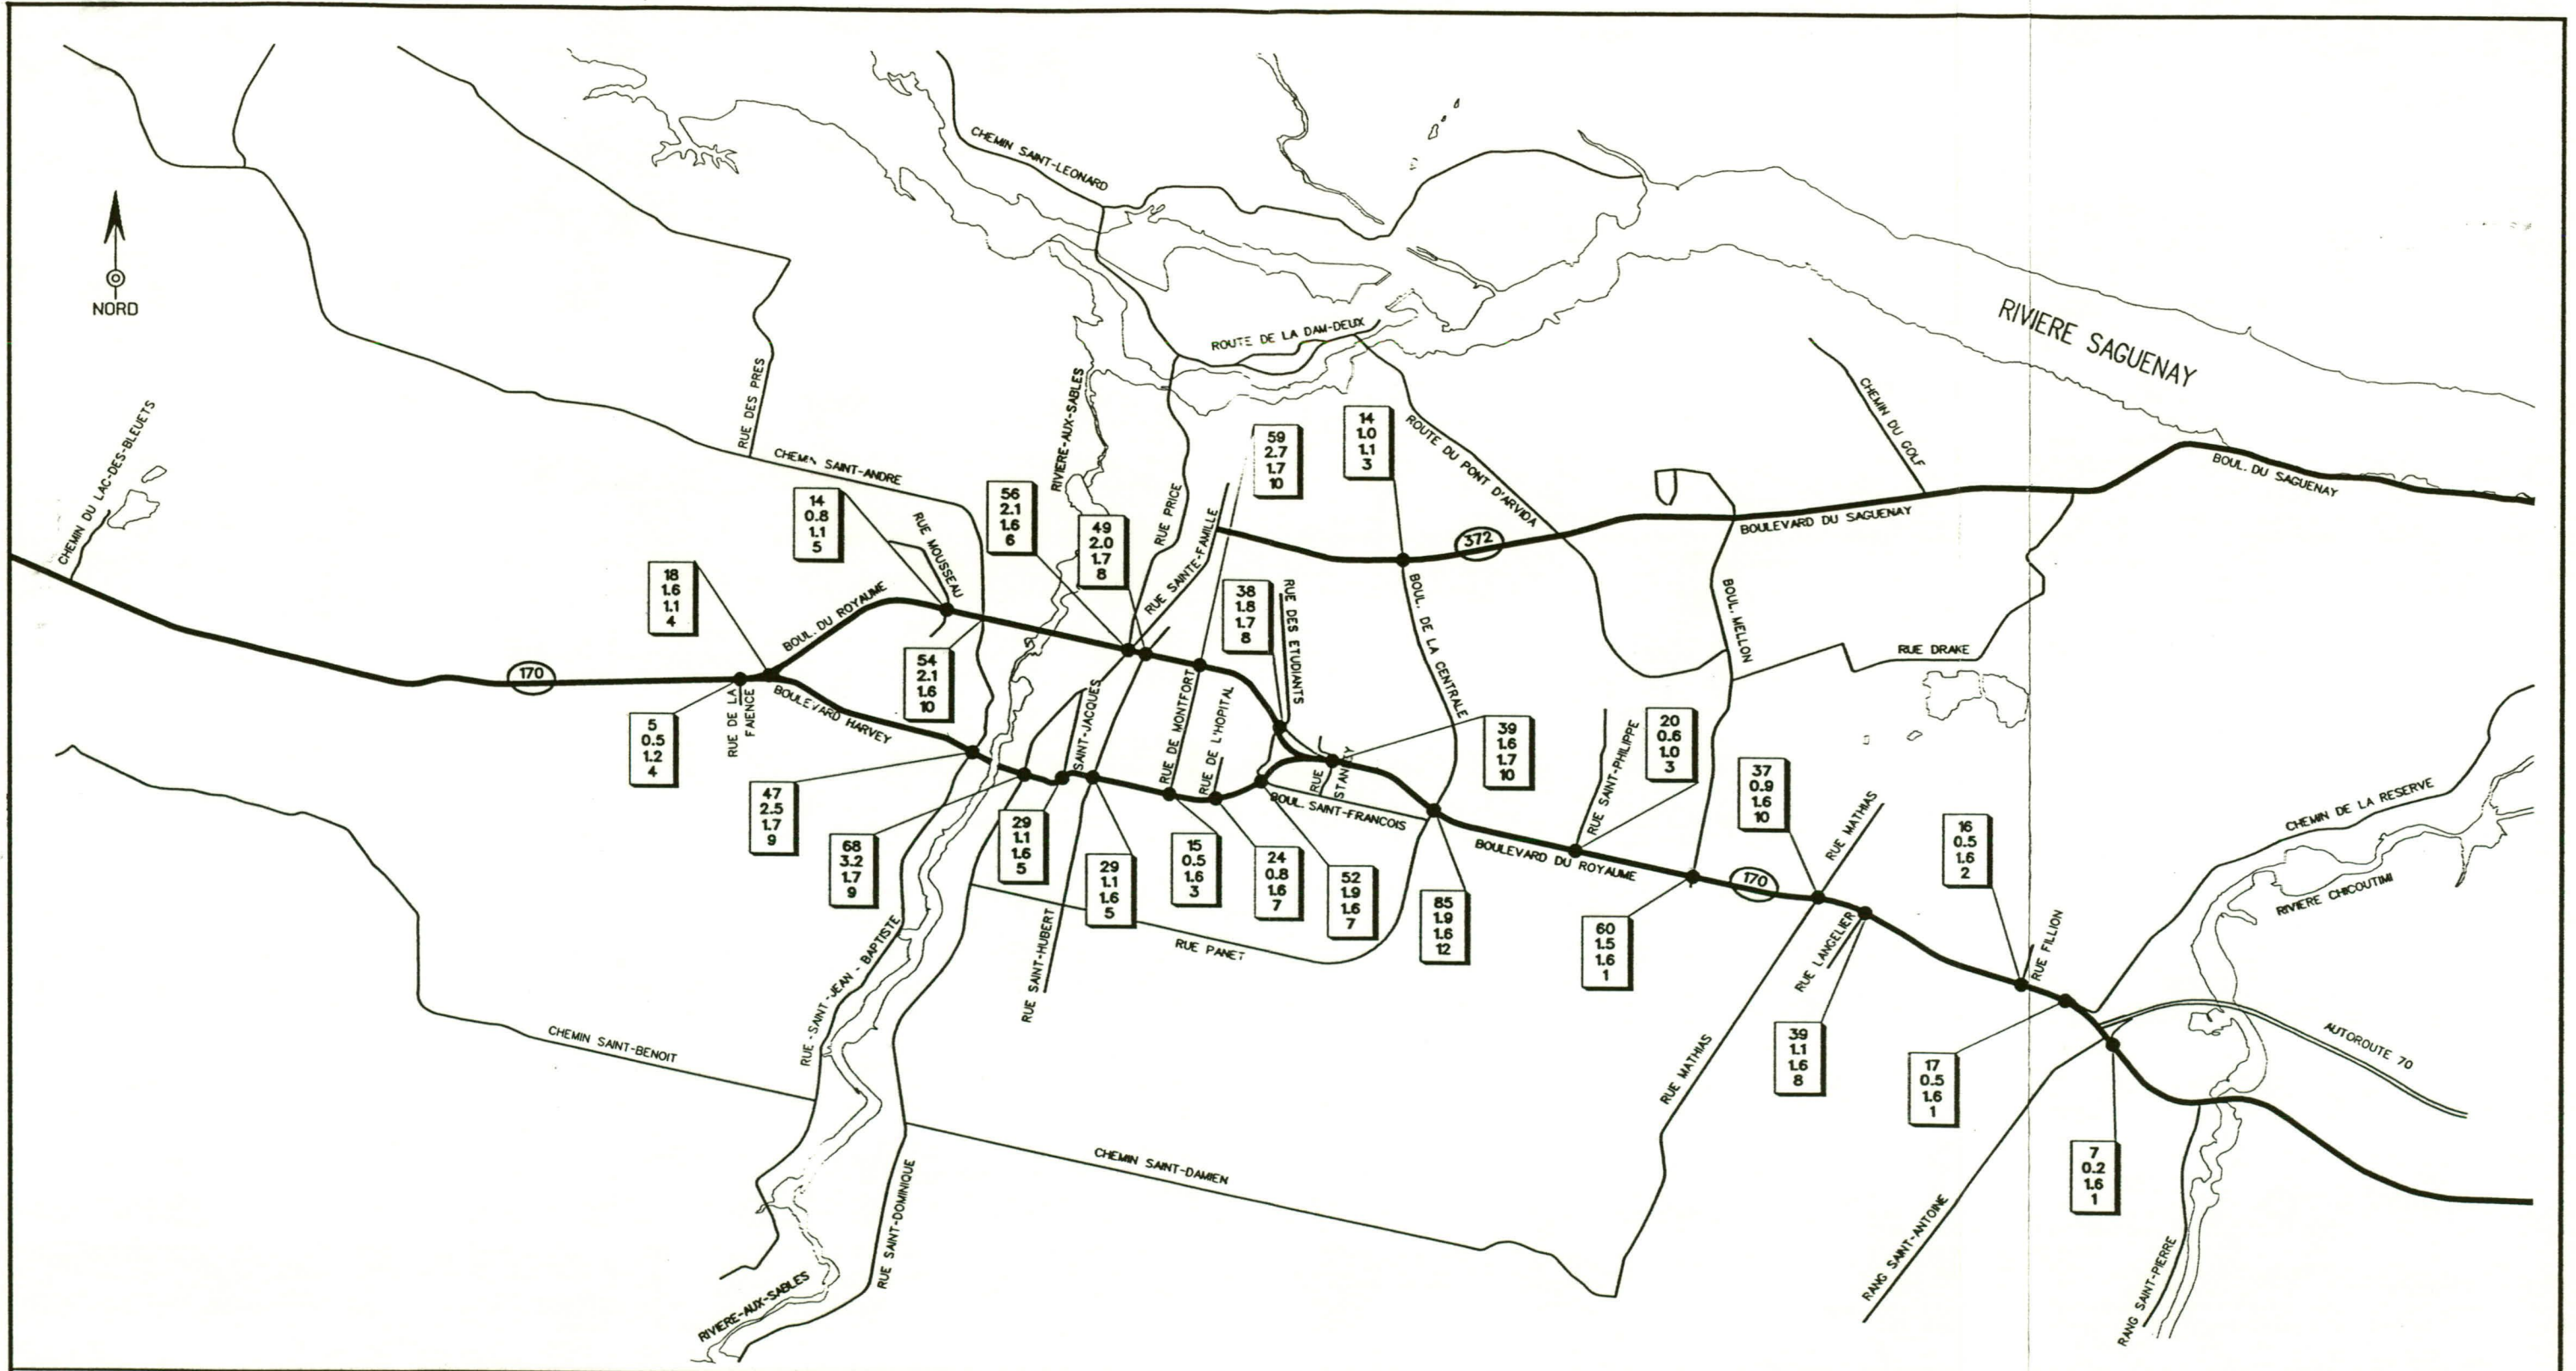 CHEMIN SAINT-LEONARD
NORD
RIVIERE SAGUENAY
ROUTE DE LA DAM-DEUX
RUE DES PRES
RIVIERE-AUX-SABLES
CHEMIN DU GOLF
CHEMIN DU LAC-DES-BLEUETS
CHEMIN SAINT-ANDRE
ROUTE DU PONT D'ARVIDA
BOUL. DU SAGUENAY
14
1.0
1.1
3
59
2.7
1.7
10
56
2.1
1.6
6
14
0.8
1.1
5
49
2.0
1.7
8
RUE MOUSSEAU
RUE PRICE
RUE SAINTE-FAMILLE
372
BOULEVARD DU SAGUENAY
18
1.6
1.1
4
38
1.8
1.7
8
RUE DES ETUDIANTS
BOUL. DE LA CENTRALE
BOUL. MELLON
BOUL. DU ROYAUME
RUE DRAKE
54
2.1
1.6
10
170
RUE DE LA
FAIENCE
BOULEVARD HARVEY
SAINT-JACQUES
RUE DE MONTFORT
RUE DE L'HOPITAL
RUE
STANLEY
39
1.6
1.7
10
RUE SAINT-PHILIPPE
20
0.6
1.0
3
5
0.5
1.2
4
37
0.9
1.6
10
RUE MATHIAS
47
2.5
1.7
9
BOUL. SAINT-FRANCOIS
CHEMIN DE LA RESERVE
68
3.2
1.7
9
29
1.1
1.6
5
29
1.1
1.6
5
15
0.5
1.6
3
24
0.8
1.6
7
52
1.9
1.6
7
85
1.9
1.6
12
BOULEVARD DU ROYAUME
170
16
0.5
1.6
2
RIVIERE CHICOUTIMI
60
1.5
1.6
1
RUE LANGELIER
RUE FILLION
RUE PANET
RUE SAINT-HUBERT
RUE-SAINT-JEAN-BAPTISTE
CHEMIN SAINT-BENOIT
39
1.1
1.6
8
17
0.5
1.6
1
AUTOROUTE 70
RUE MATHIAS
7
0.2
1.6
1
CHEMIN SAINT-DAMIEN
RUE SAINT-DOMINIQUE
RANG SAINT-ANTOINE
RANG SAINT-PIERRE
RIVIERE-AUX-SABLES